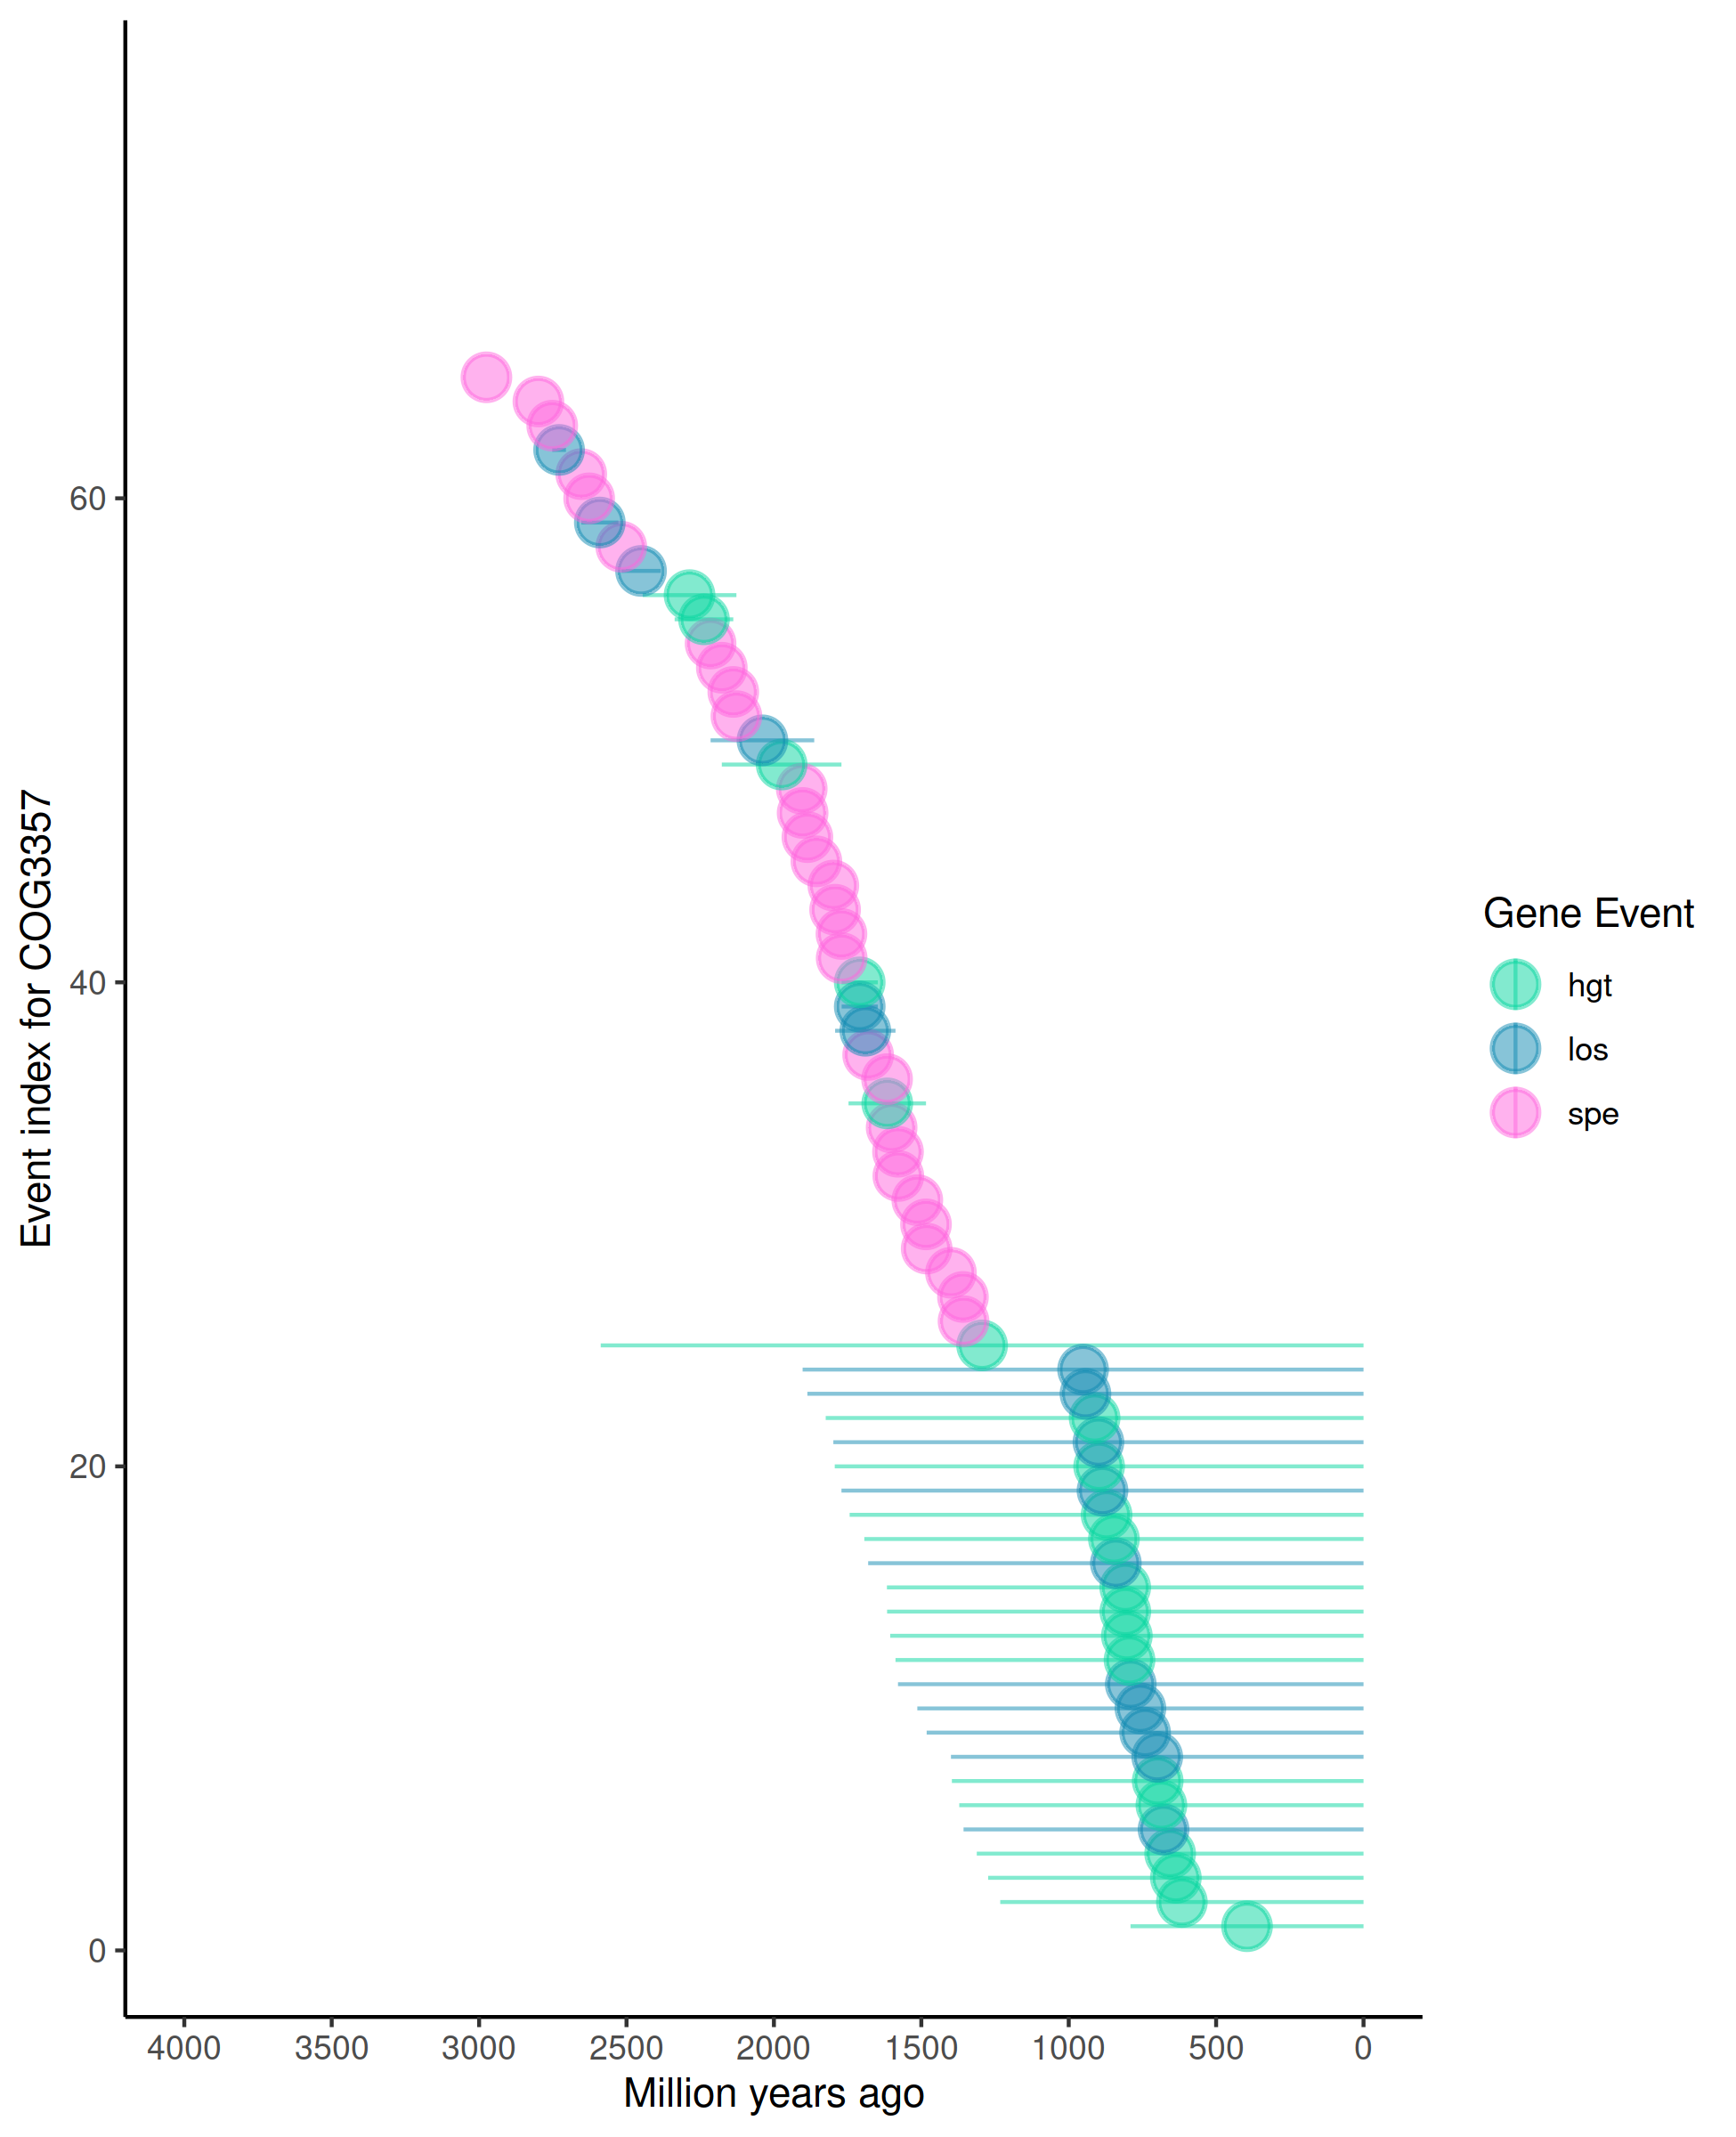 60
40
20
0
Event index for COG3357
4000 3500 3000 2500 2000 1500 1000 500 0
Million years ago
Gene Event
hgt
los
spe